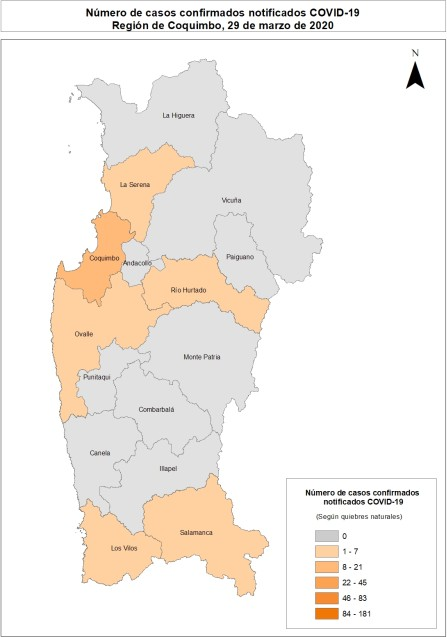 Número de casos confirmados notificados COVID-19
Región de Coquimbo, 29 de marzo de 2020
N
La Higuera
La Serena
Vicuña
Coquimbo
Andacollo
Paiguano
Río Hurtado
Ovalle
Monte Patria
Punitaqui
Combarbalá
Canela
Illapel
Salamanca
Los Vilos
Número de casos confirmados
notificados COVID-19
(Según quiebres naturales)
0
1 - 7
8 - 21
22 - 45
46 - 83
84 - 181